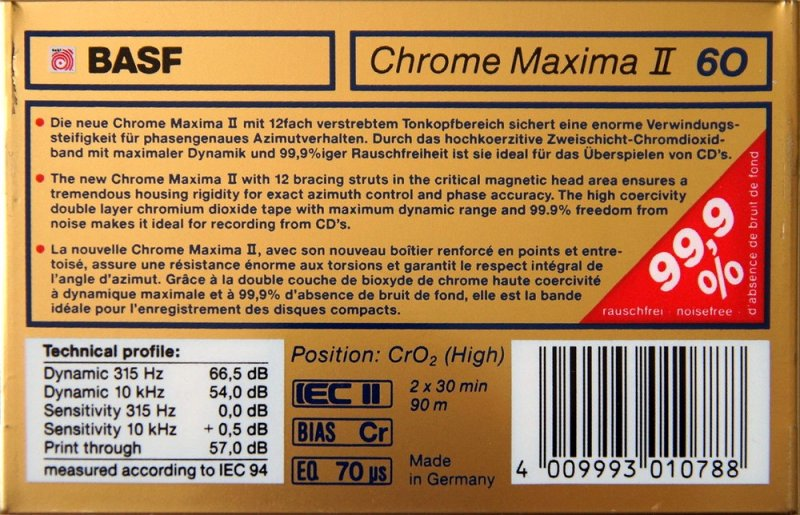 BASF
Chrome Maxima II 60
• Die neue Chrome Maxima II mit 12fach verstrebtem Tonkopfbereich sichert eine enorme Verwindungs-
steifigkeit für phasengenaues Azimutverhalten. Durch das hochkoerzitive Zweischicht-Chromdioxid-
band mit maximaler Dynamik und 99,9%iger Rauschfreiheit ist sie ideal für das Überspielen von CD's.
• The new Chrome Maxima II with 12 bracing struts in the critical magnetic head area ensures a
tremendous housing rigidity for exact azimuth control and phase accuracy. The high coercivity
double layer chromium dioxide tape with maximum dynamic range and 99.9% freedom from
noise makes it ideal for recording from CD's.
• La nouvelle Chrome Maxima II, avec son nouveau boîtier renforcé en points et entre-
toisé, assure une résistance énorme aux torsions et garantit le respect intégral de
l'angle d'azimut. Grâce à la double couche de bioxyde de chrome haute coercivité
à dynamique maximale et à 99,9% d'absence de bruit de fond, elle est la bande
idéale pour l'enregistrement des disques compacts.
99,9
%
rauschfrei · noisefree ·
d'absence de bruit de fond
Technical profile:
Dynamic 315 Hz 66,5 dB
Dynamic 10 kHz 54,0 dB
Sensitivity 315 Hz 0,0 dB
Sensitivity 10 kHz + 0,5 dB
Print through 57,0 dB
measured according to IEC 94
Position: CrO₂ (High)
IEC II
2 x 30 min
90 m
BIAS Cr
EQ 70 µs
Made
in Germany
4 009993 010788